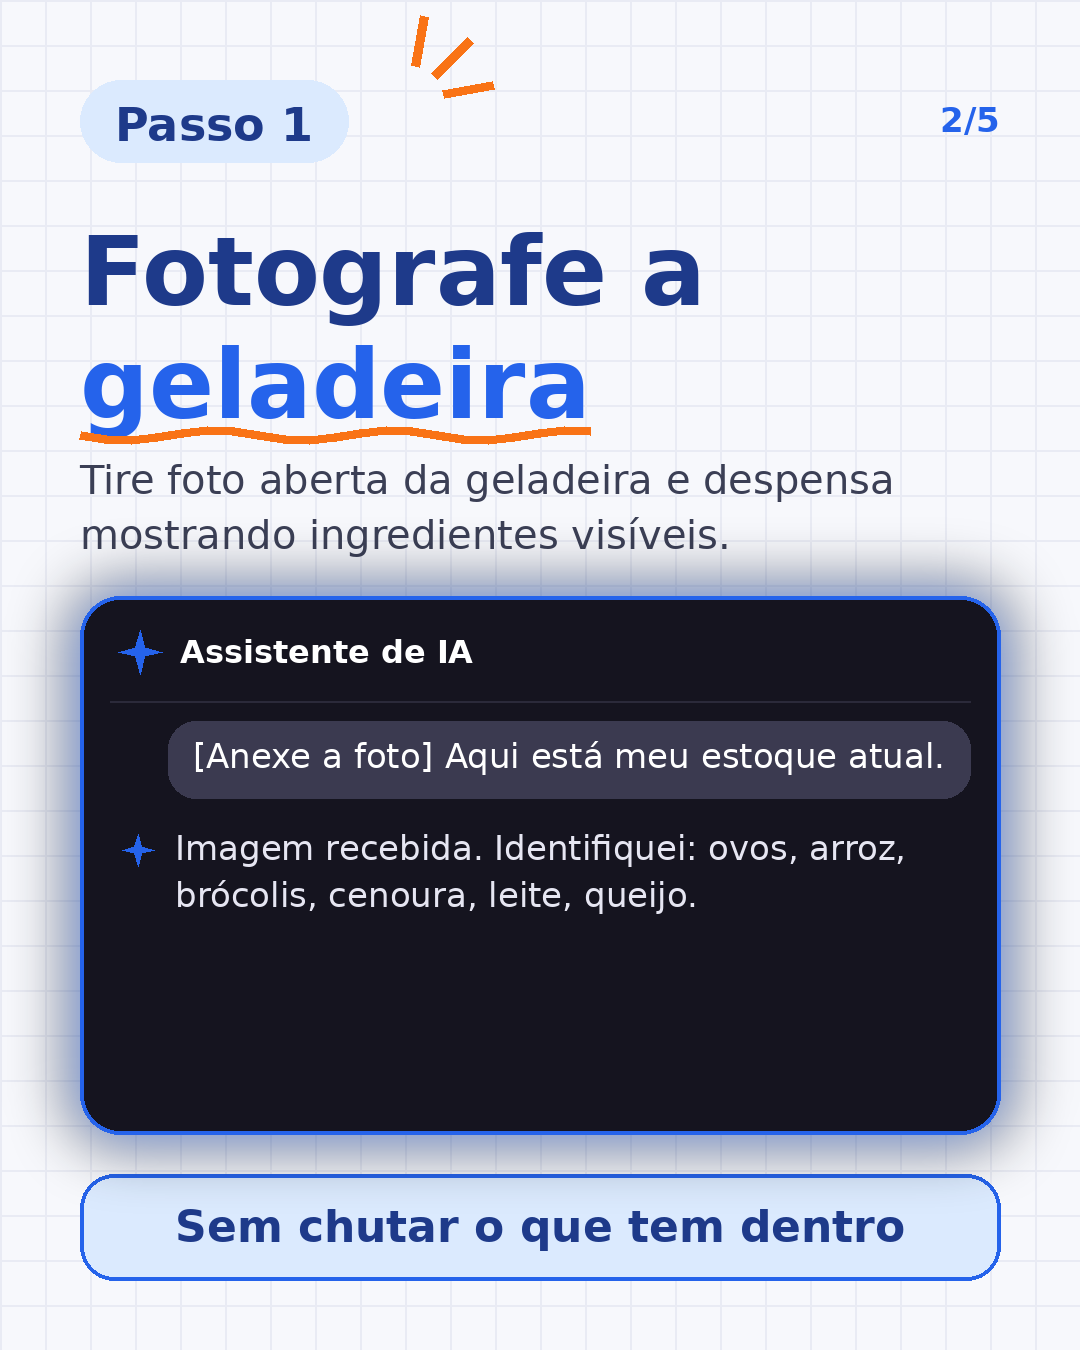 Passo 1
2/5
Fotografe a
geladeira
Tire foto aberta da geladeira e despensa
mostrando ingredientes visíveis.
Assistente de IA
[Anexe a foto] Aqui está meu estoque atual.
Imagem recebida. Identifiquei: ovos, arroz,
brócolis, cenoura, leite, queijo.
Sem chutar o que tem dentro